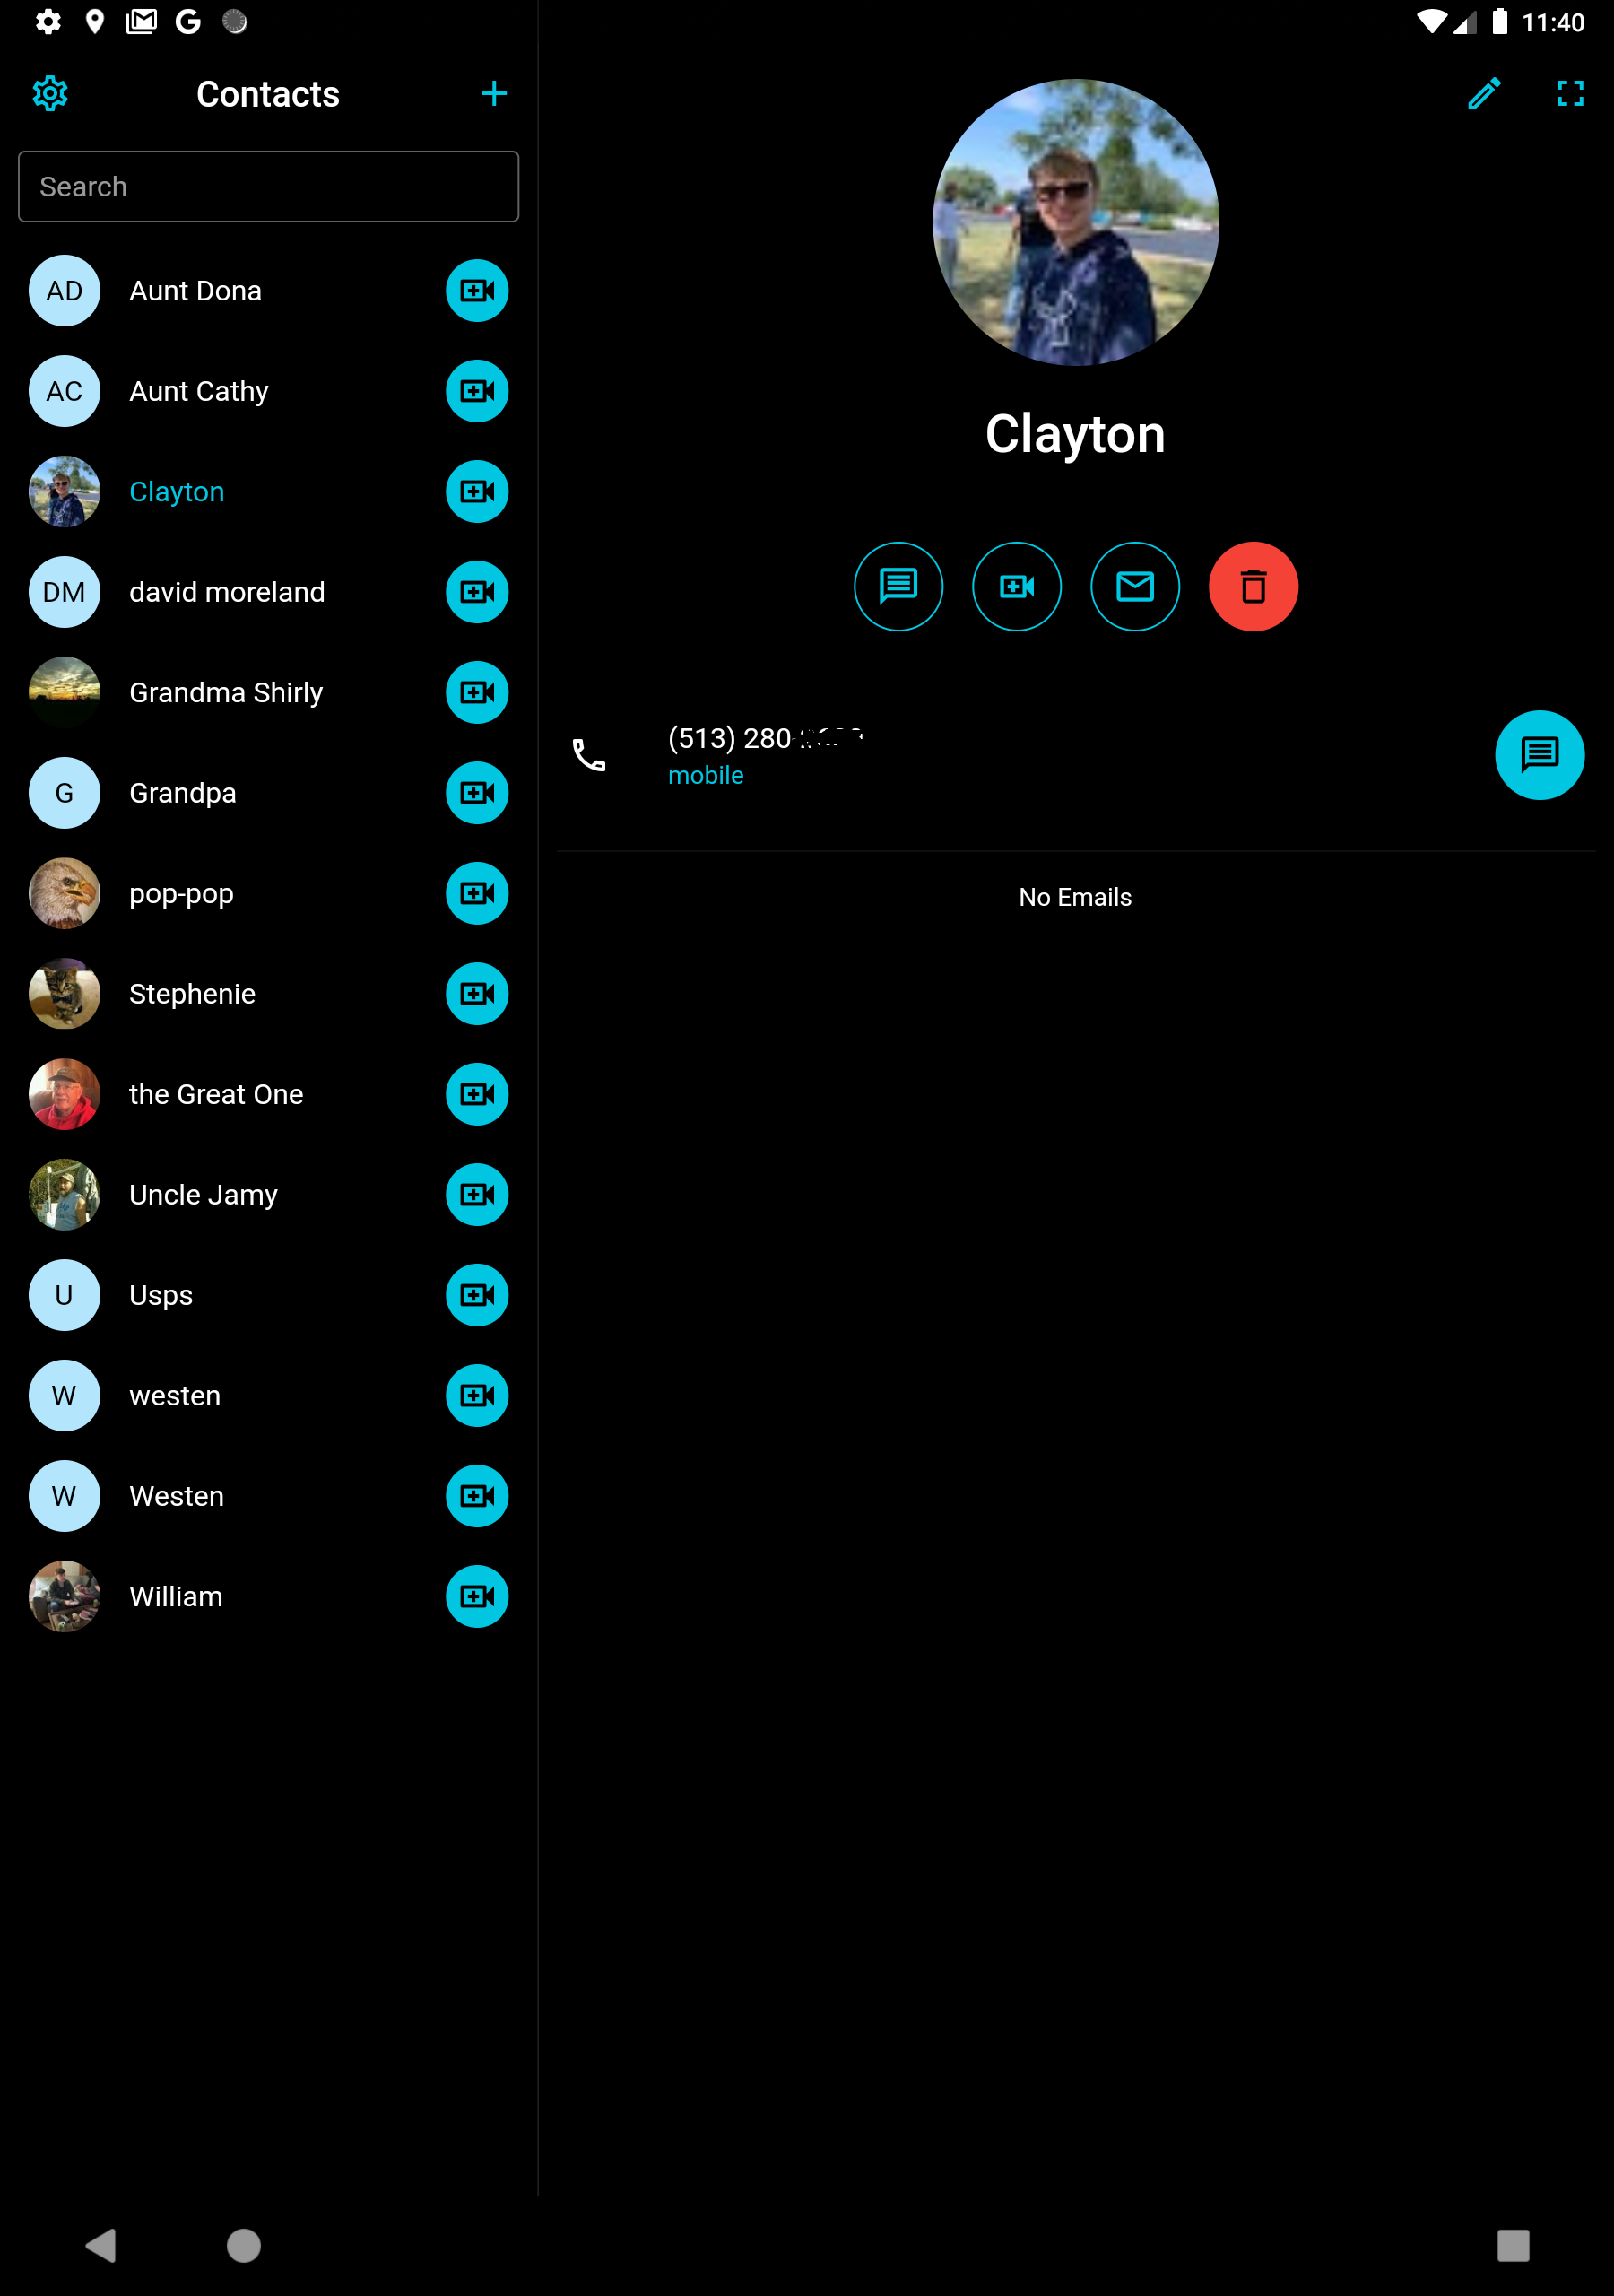 11:40
Contacts
Search
AD Aunt Dona
AC Aunt Cathy
Clayton
DM david moreland
Grandma Shirly
G Grandpa
pop-pop
Stephenie
the Great One
Uncle Jamy
U Usps
W westen
W Westen
William
Clayton
(513) 280-
mobile
No Emails